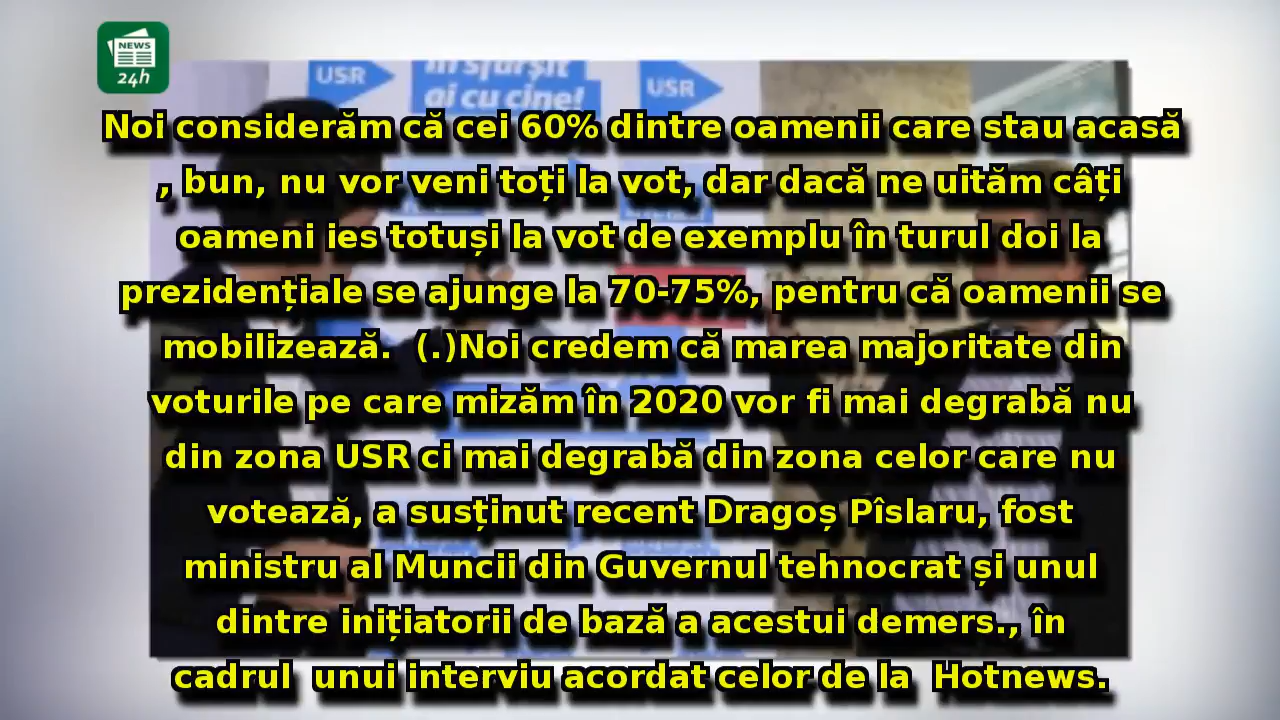 NEWS
24h
USR
În sfârșit
ai cu cine!
USR
Noi considerăm că cei 60% dintre oamenii care stau acasă
, bun, nu vor veni toți la vot, dar dacă ne uităm câți
oameni ies totuși la vot de exemplu în turul doi la
prezidențiale se ajunge la 70-75%, pentru că oamenii se
mobilizează.  (.)Noi credem că marea majoritate din
voturile pe care mizăm în 2020 vor fi mai degrabă nu
din zona USR ci mai degrabă din zona celor care nu
votează, a susținut recent Dragoș Pîslaru, fost
ministru al Muncii din Guvernul tehnocrat și unul
dintre inițiatorii de bază a acestui demers., în
cadrul  unui interviu acordat celor de la  Hotnews.